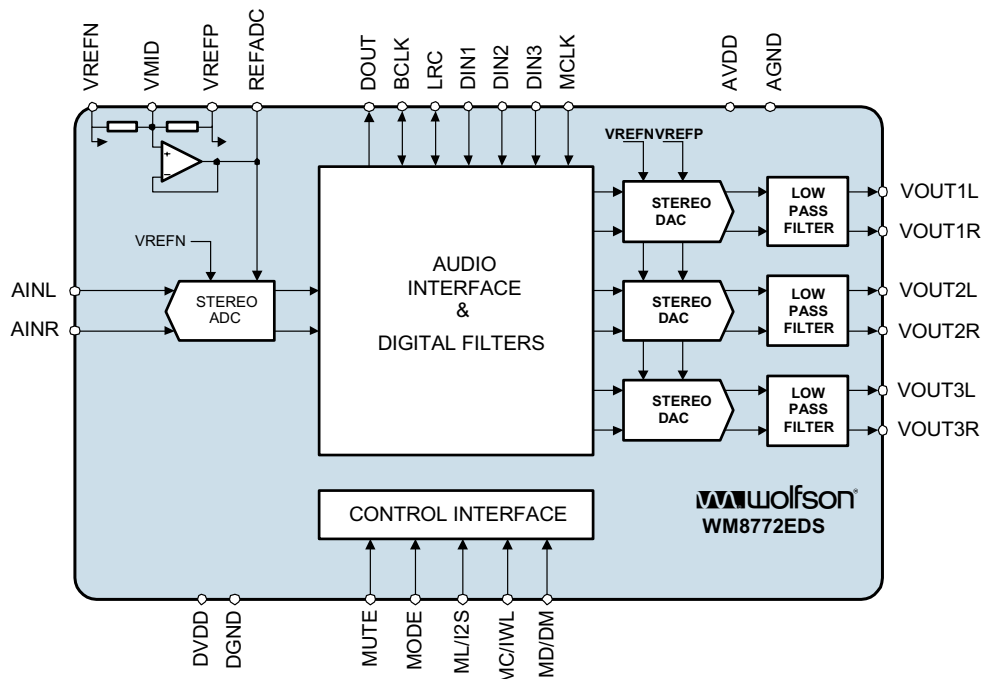 VREFN
VMID
VREFP
REFADC
DOUT
BCLK
LRC
DIN1
DIN2
DIN3
MCLK
AVDD
AGND
VREFN VREFP
+
−
VREFN
AINL
AINR
STEREO
ADC
AUDIO
INTERFACE
&
DIGITAL FILTERS
STEREO
DAC
LOW
PASS
FILTER
VOUT1L
VOUT1R
STEREO
DAC
LOW
PASS
FILTER
VOUT2L
VOUT2R
STEREO
DAC
LOW
PASS
FILTER
VOUT3L
VOUT3R
CONTROL INTERFACE
wolfson®
WM8772EDS
DVDD
DGND
MUTE
MODE
ML/I2S
MC/IWL
MD/DM